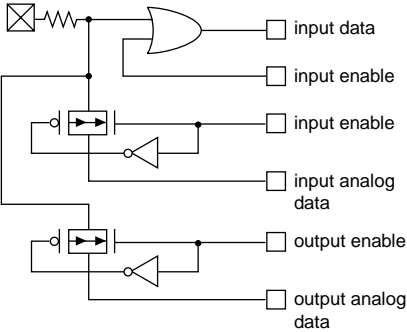 input data
input enable
input enable
input analog
data
output enable
output analog
data